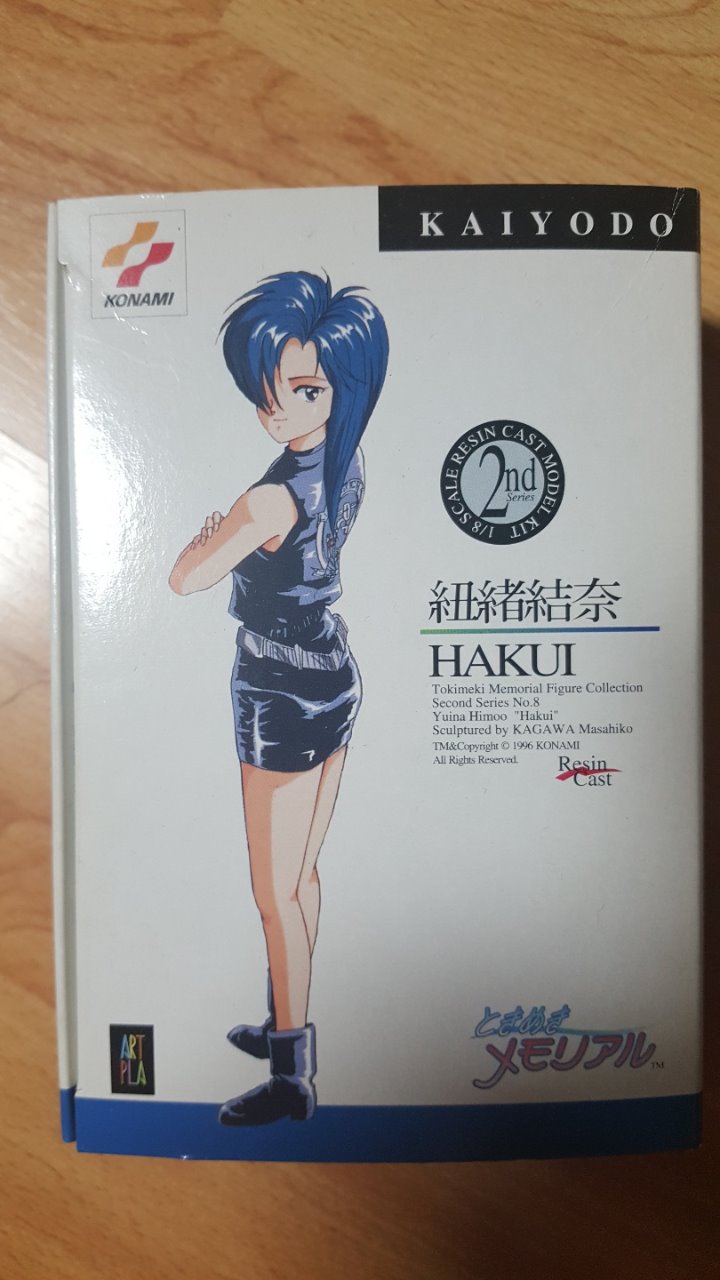 KAIYODO
KONAMI
1/8 SCALE RESIN CAST MODEL KIT
2nd
Series
紐緒結奈
HAKUI
Tokimeki Memorial Figure Collection
Second Series No.8
Yuina Himoo "Hakui"
Sculptured by KAGAWA Masahiko
TM&Copyright © 1996 KONAMI
All Rights Reserved.
Resin
Cast
ART
PLA
ときめき
メモリアル TM